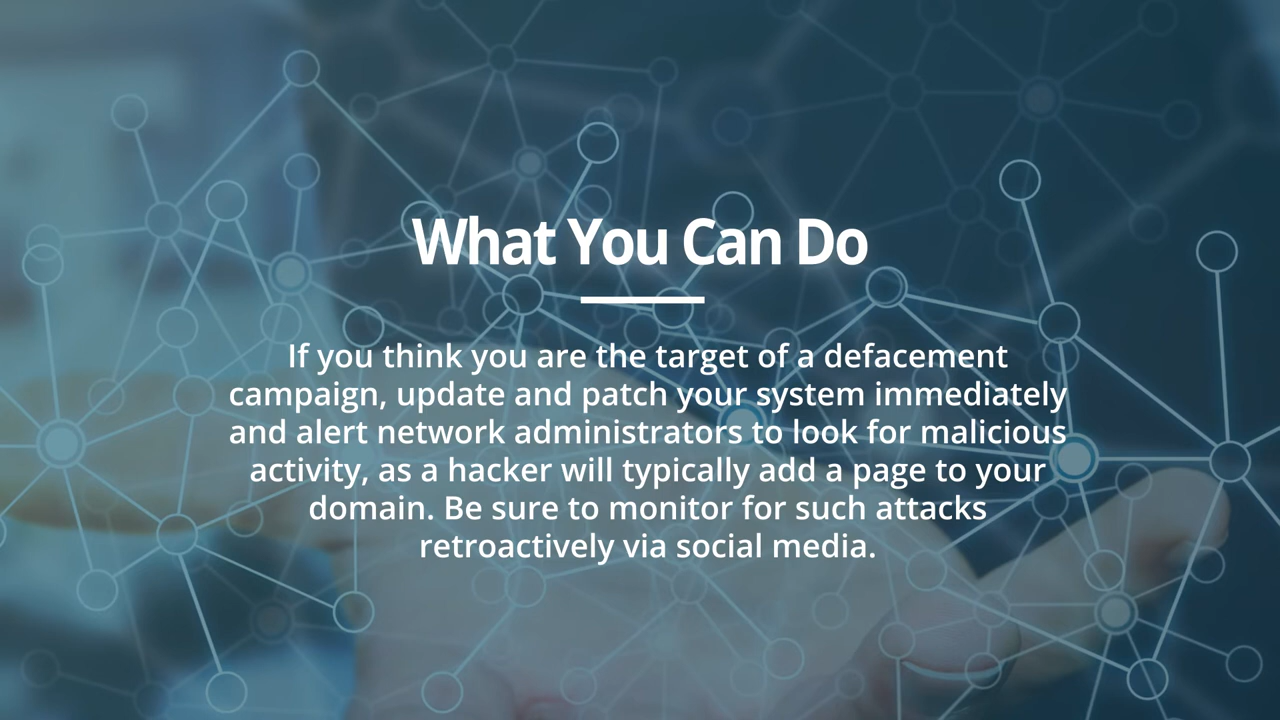 What You Can Do
If you think you are the target of a defacement
campaign, update and patch your system immediately
and alert network administrators to look for malicious
activity, as a hacker will typically add a page to your
domain. Be sure to monitor for such attacks
retroactively via social media.